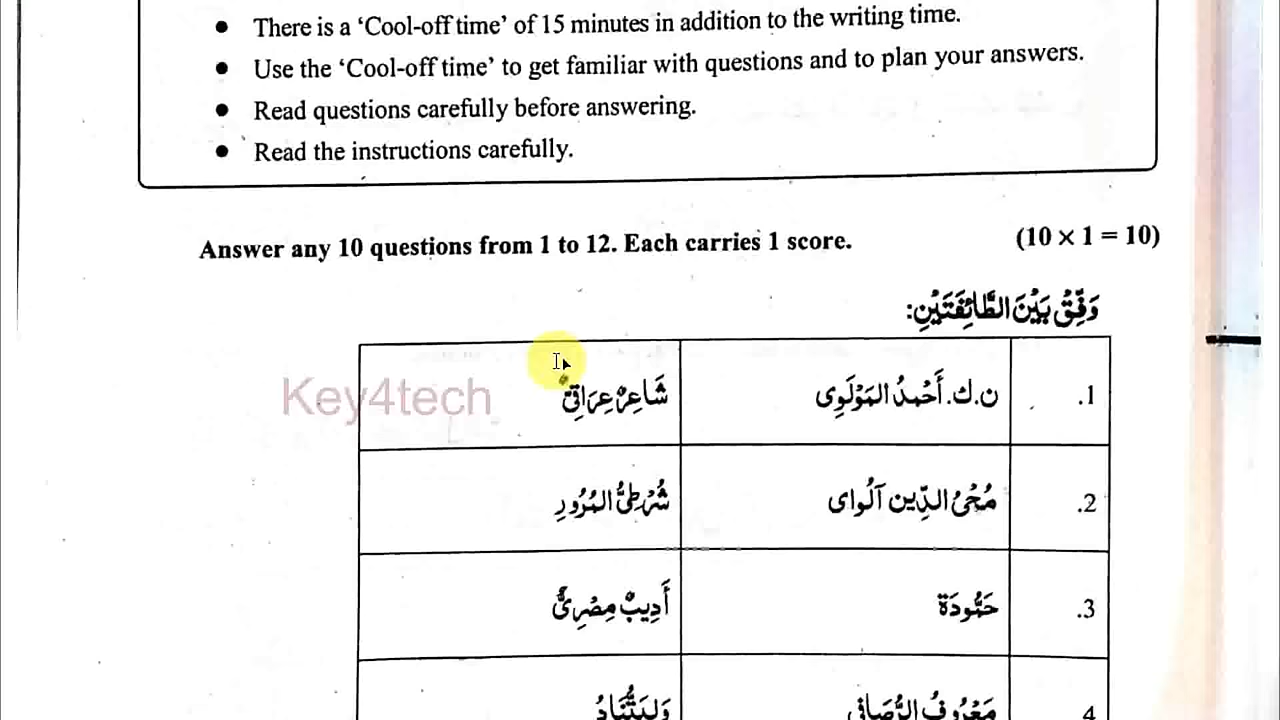 • There is a ‘Cool-off time’ of 15 minutes in addition to the writing time.
• Use the ‘Cool-off time’ to get familiar with questions and to plan your answers.
• Read questions carefully before answering.
• Read the instructions carefully.
Answer any 10 questions from 1 to 12. Each carries 1 score. (10 × 1 = 10)
وَفِّقْ بَيْنَ الطَّائِفَتَيْنِ:
Key4tech
.1 ن.ك. أَحْمَدُ المَوْلَوِى شَاعِرٌ عِرَاقِيٌّ
.2 مُحْيُ الدِّين آلُواى شُرْطِيُّ المُرُورِ
.3 حَمُّودَة أَدِيبٌ مِصْرِىٌّ
4 مَعْرُوفُ الرُّصَافِى